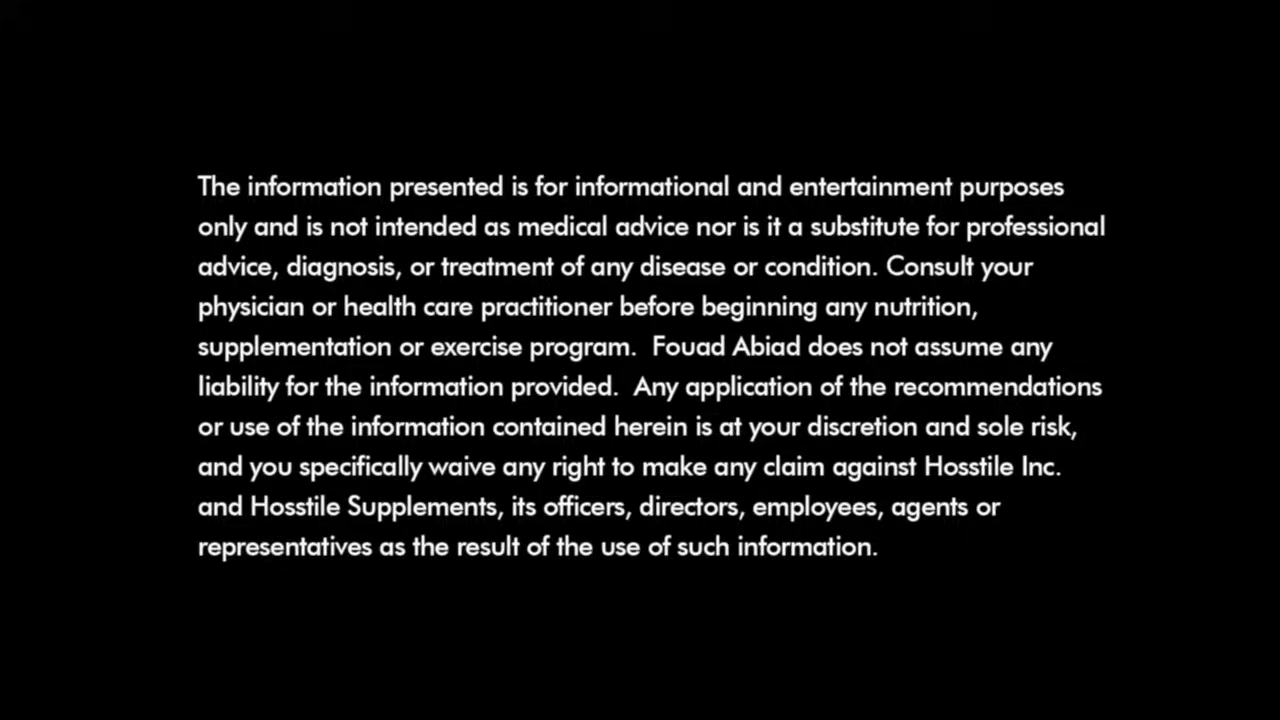 The information presented is for informational and entertainment purposes
only and is not intended as medical advice nor is it a substitute for professional
advice, diagnosis, or treatment of any disease or condition. Consult your
physician or health care practitioner before beginning any nutrition,
supplementation or exercise program.  Fouad Abiad does not assume any
liability for the information provided.  Any application of the recommendations
or use of the information contained herein is at your discretion and sole risk,
and you specifically waive any right to make any claim against Hosstile Inc.
and Hosstile Supplements, its officers, directors, employees, agents or
representatives as the result of the use of such information.